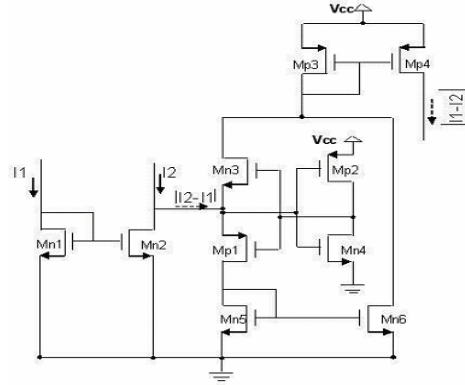 Vcc
Mp3
Mp4
|I1-I2|
Vcc
I1
I2
|I2-I1|
Mn3
Mp2
Mn1
Mn2
Mp1
Mn4
Mn5
Mn6